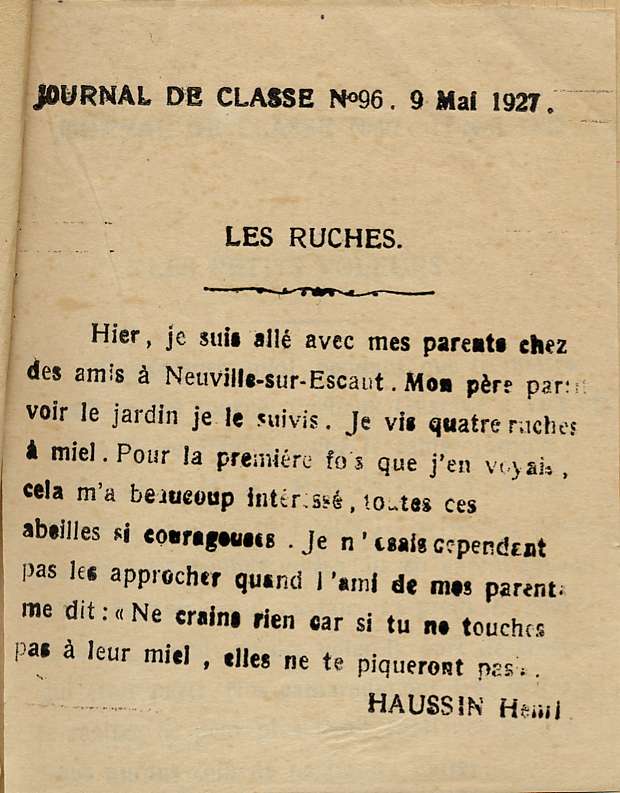 JOURNAL DE CLASSE No96. 9 Mai 1927.
LES RUCHES.
Hier, je suis allé avec mes parents chez
des amis à Neuville-sur-Escaut. Mon père partit
voir le jardin je le suivis. Je vis quatre ruches
à miel. Pour la premiére fois que j'en voyais,
cela m'a beaucoup intéressé, toutes ces
abeilles si courageuses. Je n'esais cependant
pas les approcher quand l'ami de mes parents
me dit: « Ne crains rien car si tu ne touches
pas à leur miel, elles ne te piqueront pas».
HAUSSIN Henri